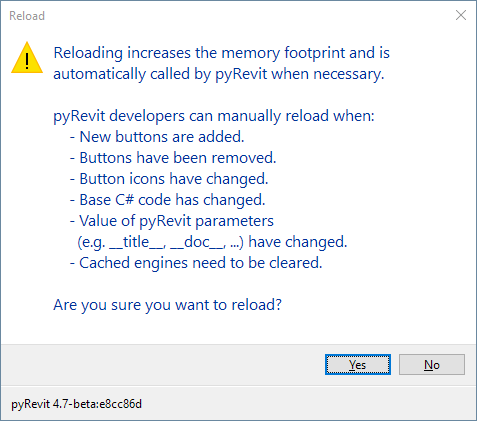 Reload
Reloading increases the memory footprint and is
automatically called by pyRevit when necessary.
pyRevit developers can manually reload when:
- New buttons are added.
- Buttons have been removed.
- Button icons have changed.
- Base C# code has changed.
- Value of pyRevit parameters
(e.g. __title__, __doc__, ...) have changed.
- Cached engines need to be cleared.
Are you sure you want to reload?
Yes No
pyRevit 4.7-beta:e8cc86d